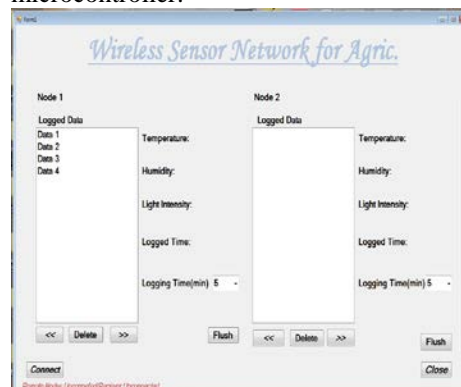 microcontroller.
Form1
Wireless Sensor Network for Agric.
Node 1
Logged Data
Data 1
Data 2
Data 3
Data 4
Temperature:
Humidity:
Light Intensity:
Logged Time:
Logging Time(min) 5
<< Delete >> Flush
Node 2
Logged Data
Temperature:
Humidity:
Light Intensity:
Logged Time:
Logging Time(min) 5
<< Delete >> Flush
Connect
Close